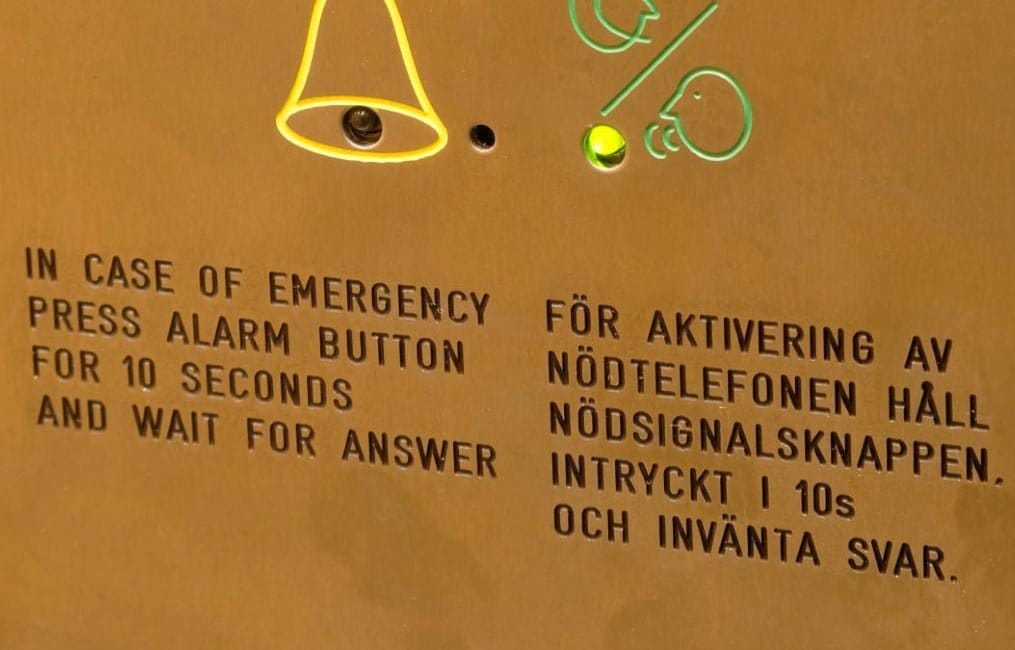 IN CASE OF EMERGENCY
PRESS ALARM BUTTON
FOR 10 SECONDS
AND WAIT FOR ANSWER
FÖR AKTIVERING AV
NÖDTELEFONEN HÅLL
NÖDSIGNALSKNAPPEN.
INTRYCKT I 10s
OCH INVÄNTA SVAR.